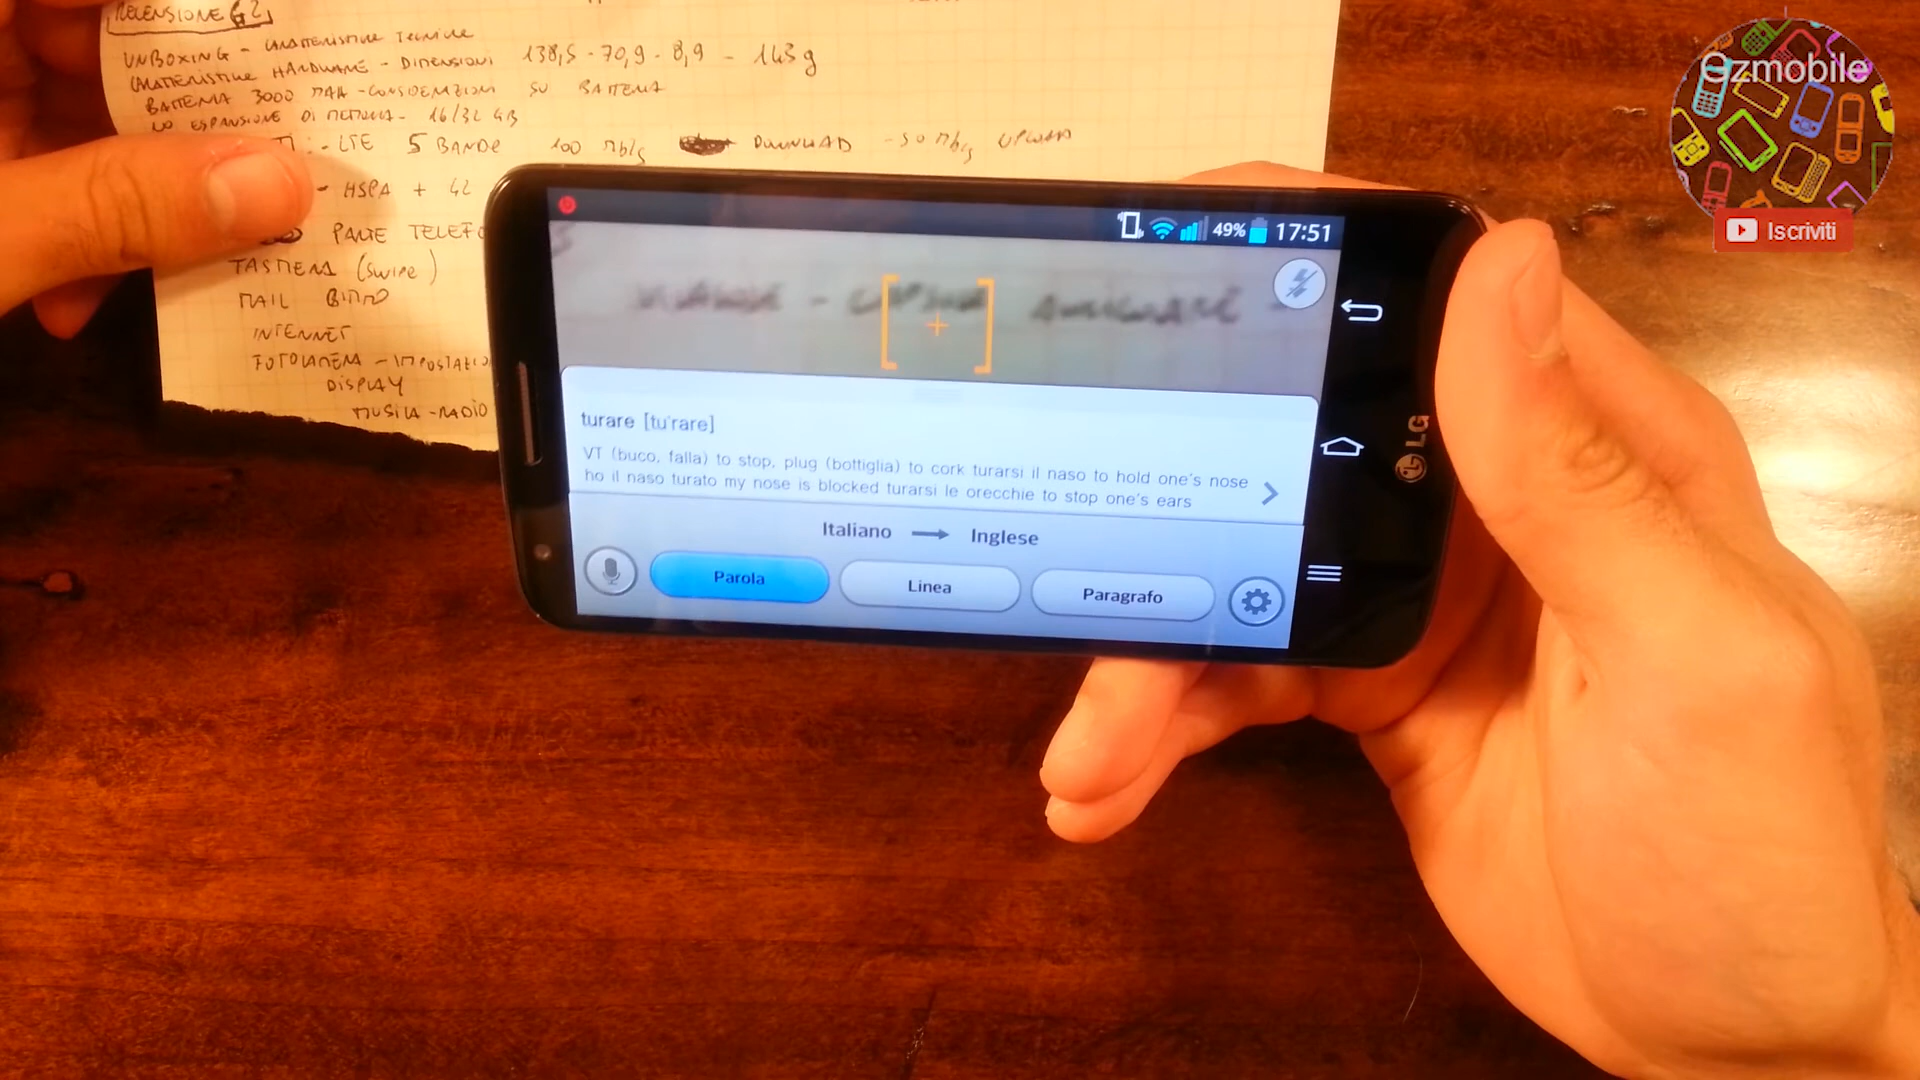 RECENSIONE G2
UNBOXING - CARATTERISTICHE TECNICHE
CARATTERISTICHE HARDWARE - DIMENSIONI 138,5 - 70,9 - 8,9 - 143 g
BATTERIA 3000 MAH - CONSIDERAZIONI SU BATTERIA
NO ESPANSIONE DI MEMORIA - 16/32 GB
- LTE 5 BANDE 100 Mb/s DOWNLOAD - 50 Mb/s UPLOAD
- HSPA + 42
PARTE TELEFO
TASTIERA (SWIPE)
MAIL
INTERNET
FOTOCAMERA - IMPOSTAZIO
DISPLAY
MUSICA - RADIO
49% 17:51
turare [tu'rare]
VT (buco, falla) to stop, plug (bottiglia) to cork turarsi il naso to hold one's nose
ho il naso turato my nose is blocked turarsi le orecchie to stop one's ears
Italiano → Inglese
Parola Linea Paragrafo
LG
Ozmobile
Iscriviti